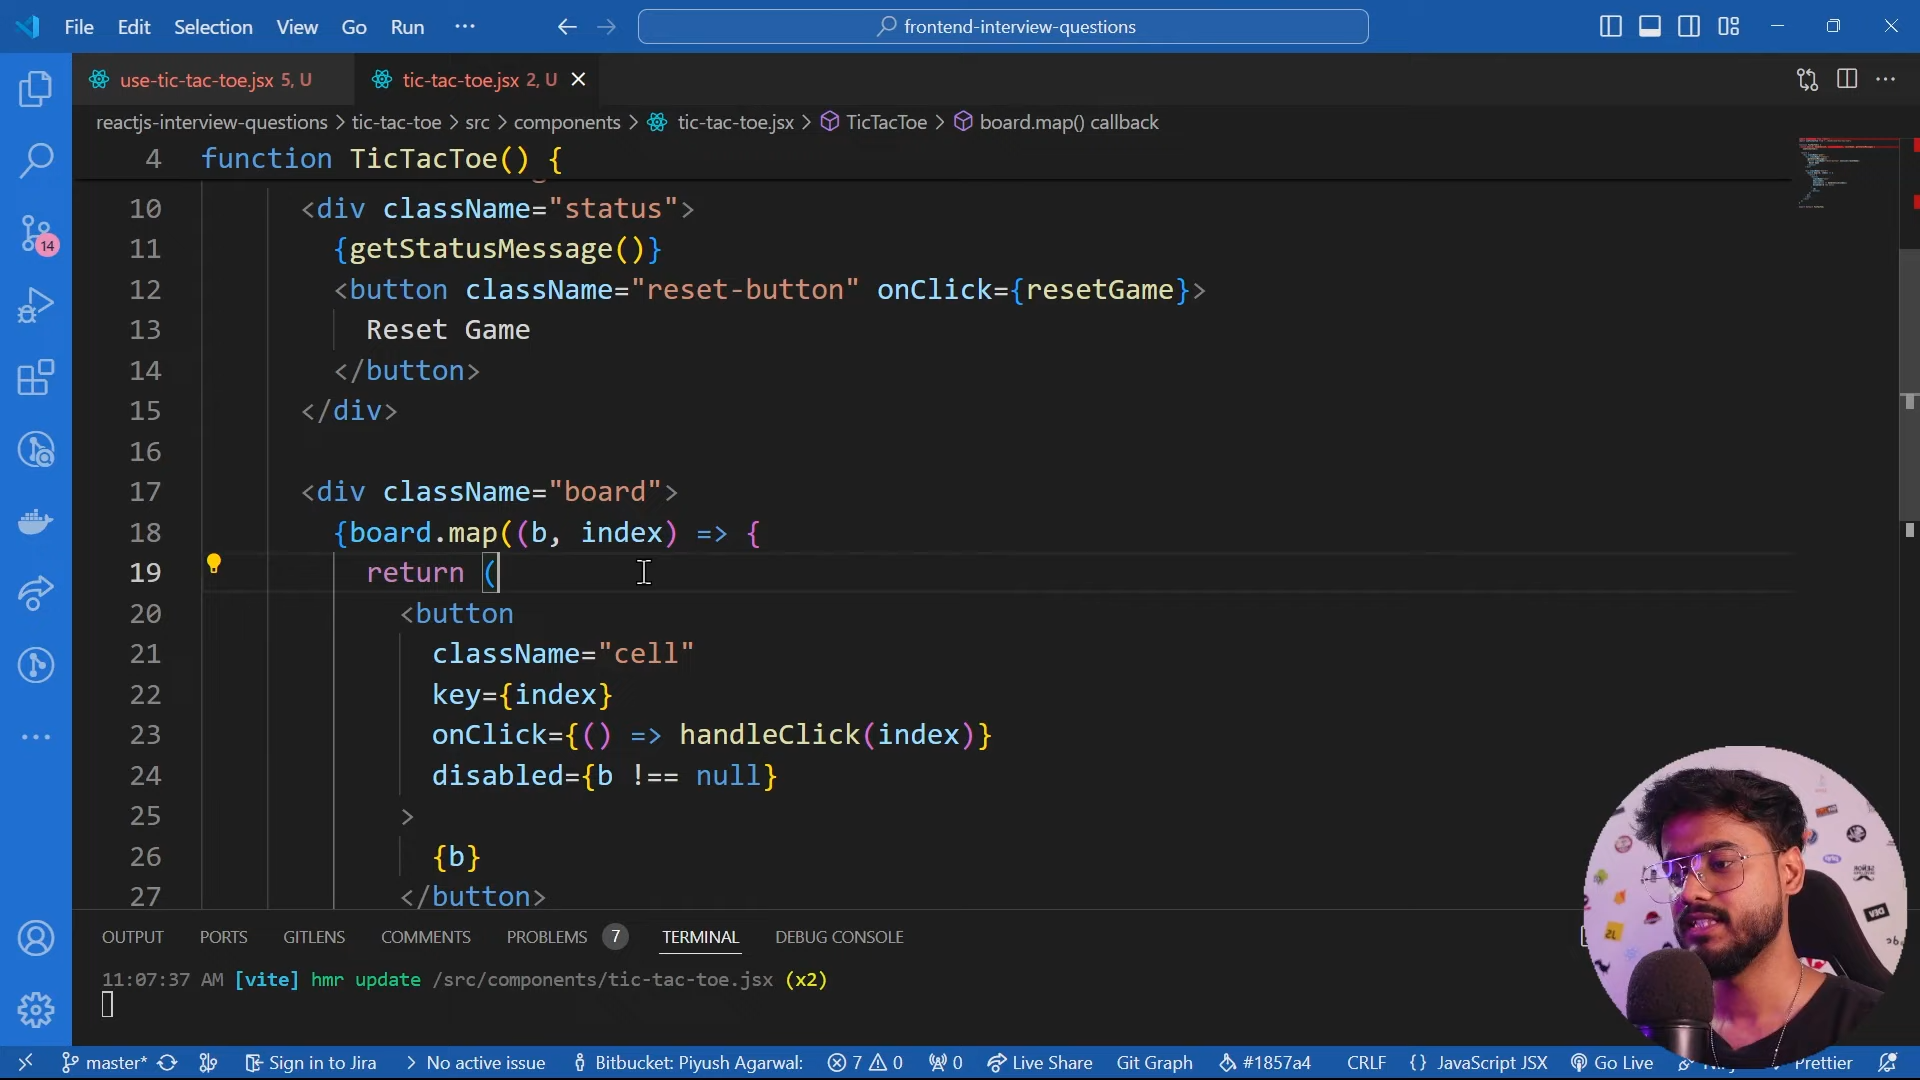 File Edit Selection View Go Run ··· frontend-interview-questions
use-tic-tac-toe.jsx 5, U tic-tac-toe.jsx 2, U
reactjs-interview-questions > tic-tac-toe > src > components > tic-tac-toe.jsx > TicTacToe > board.map() callback
4 function TicTacToe() {
10 <div className="status">
11 {getStatusMessage()}
12 <button className="reset-button" onClick={resetGame}>
13 Reset Game
14 </button>
15 </div>
16
17 <div className="board">
18 {board.map((b, index) => {
19 return (
20 <button
21 className="cell"
22 key={index}
23 onClick={() => handleClick(index)}
24 disabled={b !== null}
25 >
26 {b}
27 </button>
14
OUTPUT PORTS GITLENS COMMENTS PROBLEMS 7 TERMINAL DEBUG CONSOLE
11:07:37 AM [vite] hmr update /src/components/tic-tac-toe.jsx (x2)
master* Sign in to Jira > No active issue Bitbucket: Piyush Agarwal: 7 0 0 Live Share Git Graph #1857a4 CRLF {} JavaScript JSX Go Live Prettier